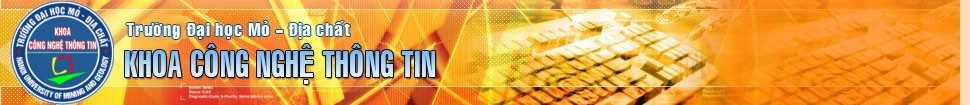 TRƯỜNG ĐẠI HỌC MỎ - ĐỊA CHẤT
KHOA
CÔNG NGHỆ THÔNG TIN
HANOI UNIVERSITY OF MINING AND GEOLOGY
Trường Đại học Mỏ - Địa chất
KHOA CÔNG NGHỆ THÔNG TIN